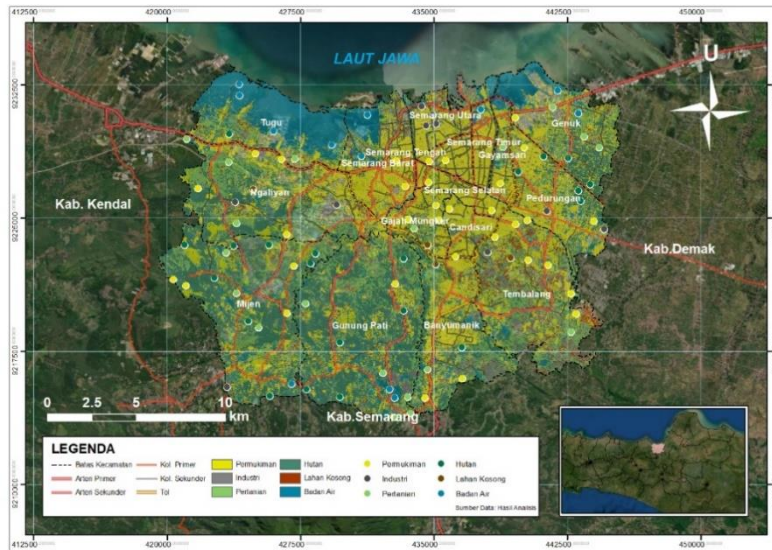 412500 420000 427500 435000 442500 450000
9232500
9225000
9217500
9210000
LAUT JAWA
U
Tugu
Semarang Utara
Genuk
Semarang Timur
Semarang Tengah
Gayamsari
Semarang Barat
Ngaliyan
Semarang Selatan
Pedurungan
Kab. Kendal
Gajah Mungkur
Candisari
Kab.Demak
Tembalang
Mijen
Gunung Pati
Banyumanik
0 2.5 5 10
km
Kab.Semarang
LEGENDA
Batas Kecamatan Kol. Primer Permukiman Hutan Permukiman Hutan
Arteri Primer Kol. Sekunder Industri Lahan Kosong Industri Lahan Kosong
Arteri Sekunder Tol Pertanian Badan Air Pertanian Badan Air
Sumber Data: Hasil Analisis
412500 420000 427500 435000 442500 450000